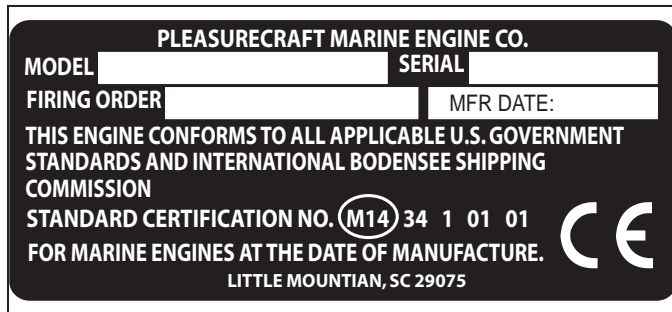 PLEASURECRAFT MARINE ENGINE CO.
MODEL SERIAL
FIRING ORDER MFR DATE:
THIS ENGINE CONFORMS TO ALL APPLICABLE U.S. GOVERNMENT
STANDARDS AND INTERNATIONAL BODENSEE SHIPPING
COMMISSION
STANDARD CERTIFICATION NO. M14 34 1 01 01
FOR MARINE ENGINES AT THE DATE OF MANUFACTURE.
LITTLE MOUNTIAN, SC 29075
CE